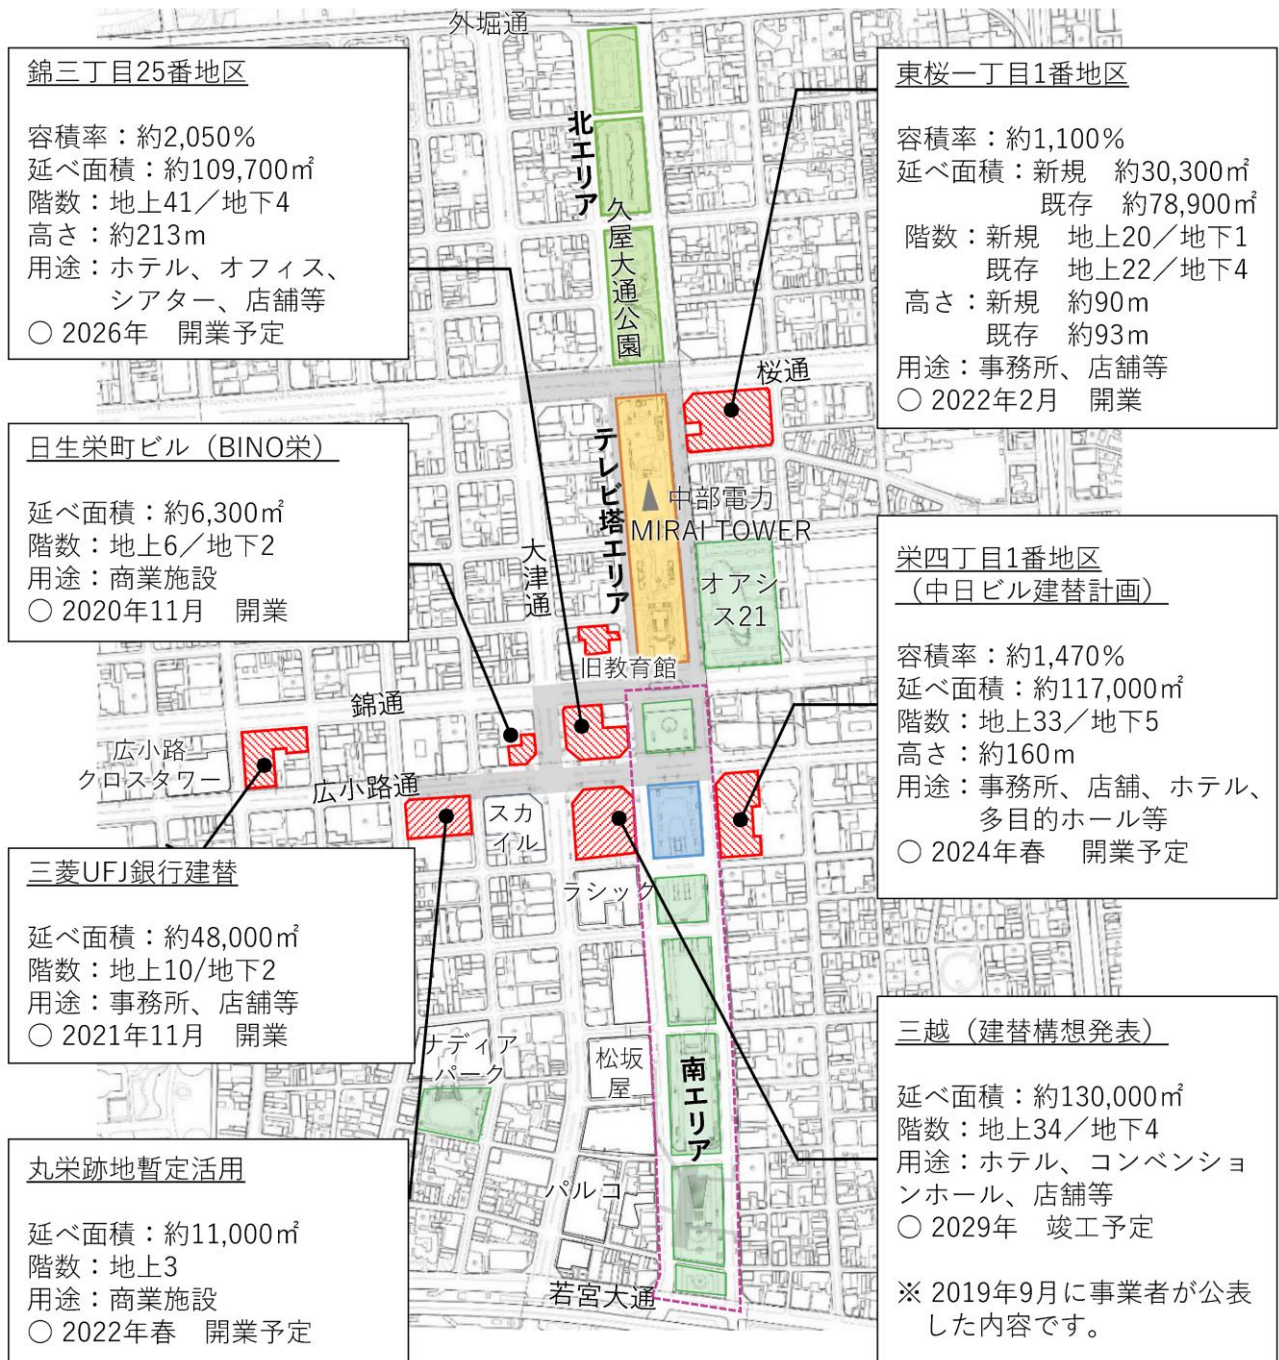 外堀通
錦三丁目25番地区
容積率：約2,050%
延べ面積：約109,700㎡
階数：地上41／地下4
高さ：約213m
用途：ホテル、オフィス、
シアター、店舗等
○ 2026年　開業予定
日生栄町ビル（BINO栄）
延べ面積：約6,300㎡
階数：地上6／地下2
用途：商業施設
○ 2020年11月　開業
三菱UFJ銀行建替
延べ面積：約48,000㎡
階数：地上10/地下2
用途：事務所、店舗等
○ 2021年11月　開業
丸栄跡地暫定活用
延べ面積：約11,000㎡
階数：地上3
用途：商業施設
○ 2022年春　開業予定
北エリア
久屋大通公園
桜通
テレビ塔エリア
中部電力
MIRAI TOWER
大津通
オアシ
ス21
旧教育館
錦通
広小路
クロスタワー
広小路通
スカ
イル
ラシック
ナディア
パーク
松坂
屋
南エリア
パルコ
若宮大通
東桜一丁目1番地区
容積率：約1,100%
延べ面積：新規　約30,300㎡
既存　約78,900㎡
階数：新規　地上20／地下1
既存　地上22／地下4
高さ：新規　約90m
既存　約93m
用途：事務所、店舗等
○ 2022年2月　開業
栄四丁目1番地区
（中日ビル建替計画）
容積率：約1,470%
延べ面積：約117,000㎡
階数：地上33／地下5
高さ：約160m
用途：事務所、店舗、ホテル、
多目的ホール等
○ 2024年春　開業予定
三越（建替構想発表）
延べ面積：約130,000㎡
階数：地上34／地下4
用途：ホテル、コンベンショ
ンホール、店舗等
○ 2029年　竣工予定
※ 2019年9月に事業者が公表
した内容です。